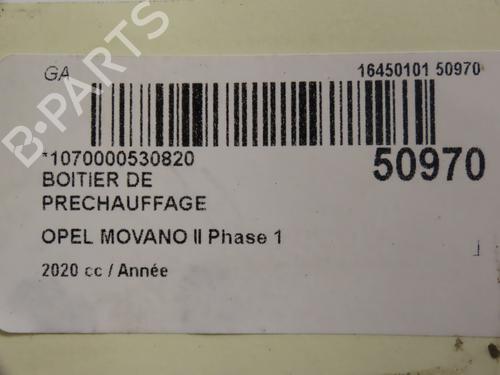 GA
16450101 50970
*1070000530820
50970
BOITIER DE
PRECHAUFFAGE
OPEL MOVANO II Phase 1
2020 cc / Année
B-PARTS